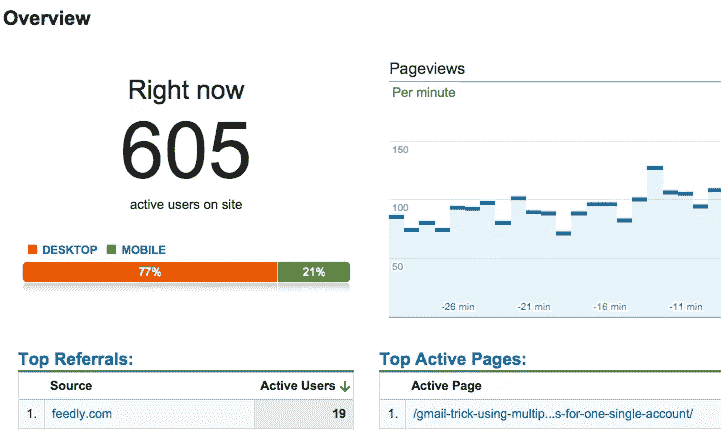 Overview
Right now
605
active users on site
DESKTOP MOBILE
77% 21%
Pageviews
Per minute
150
100
50
-26 min -21 min -16 min -11 min
Top Referrals:
Source Active Users
1. feedly.com 19
Top Active Pages:
Active Page
1. /gmail-trick-using-multip...s-for-one-single-account/